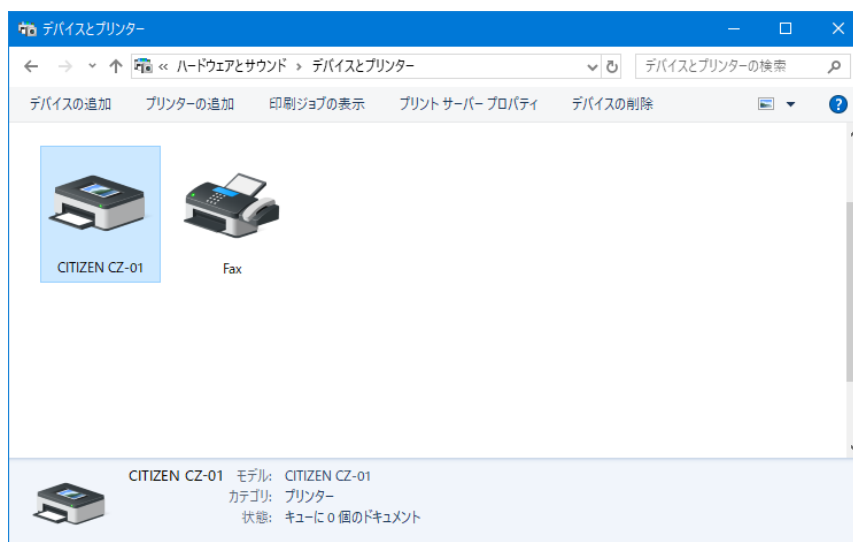 デバイスとプリンター
« ハードウェアとサウンド › デバイスとプリンター
デバイスとプリンターの検索
デバイスの追加 プリンターの追加 印刷ジョブの表示 プリント サーバー プロパティ デバイスの削除
CITIZEN CZ-01
Fax
CITIZEN CZ-01 モデル: CITIZEN CZ-01
カテゴリ: プリンター
状態: キューに 0 個のドキュメント